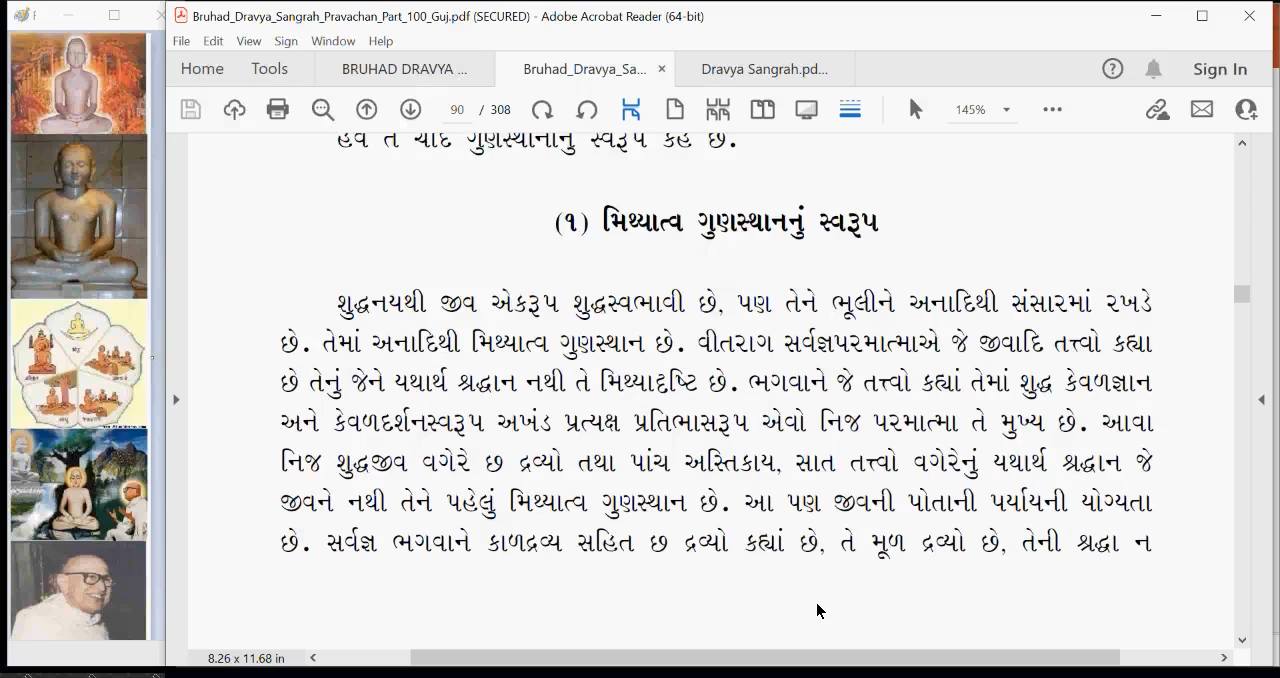 Bruhad_Dravya_Sangrah_Pravachan_Part_100_Guj.pdf (SECURED) - Adobe Acrobat Reader (64-bit)
File Edit View Sign Window Help
Home Tools BRUHAD DRAVYA ... Bruhad_Dravya_Sa... × Dravya Sangrah.pd... Sign In
90 / 308 145%
હવે તે ચૌદ ગુણસ્થાનોનું સ્વરૂપ કહે છે.
(૧) મિથ્યાત્વ ગુણસ્થાનનું સ્વરૂપ
શુદ્ધનયથી જીવ એકરૂપ શુદ્ધસ્વભાવી છે, પણ તેને ભૂલીને અનાદિથી સંસારમાં રખડે
છે. તેમાં અનાદિથી મિથ્યાત્વ ગુણસ્થાન છે. વીતરાગ સર્વજ્ઞપરમાત્માએ જે જીવાદિ તત્ત્વો કહ્યા
છે તેનું જેને યથાર્થ શ્રદ્ધાન નથી તે મિથ્યાદૃષ્ટિ છે. ભગવાને જે તત્ત્વો કહ્યાં તેમાં શુદ્ધ કેવળજ્ઞાન
અને કેવળદર્શનસ્વરૂપ અખંડ પ્રત્યક્ષ પ્રતિભાસરૂપ એવો નિજ પરમાત્મા તે મુખ્ય છે. આવા
નિજ શુદ્ધજીવ વગેરે છ દ્રવ્યો તથા પાંચ અસ્તિકાય, સાત તત્ત્વો વગેરેનું યથાર્થ શ્રદ્ધાન જે
જીવને નથી તેને પહેલું મિથ્યાત્વ ગુણસ્થાન છે. આ પણ જીવની પોતાની પર્યાયની યોગ્યતા
છે. સર્વજ્ઞ ભગવાને કાળદ્રવ્ય સહિત છ દ્રવ્યો કહ્યાં છે, તે મૂળ દ્રવ્યો છે, તેની શ્રદ્ધા ન
8.26 x 11.68 in